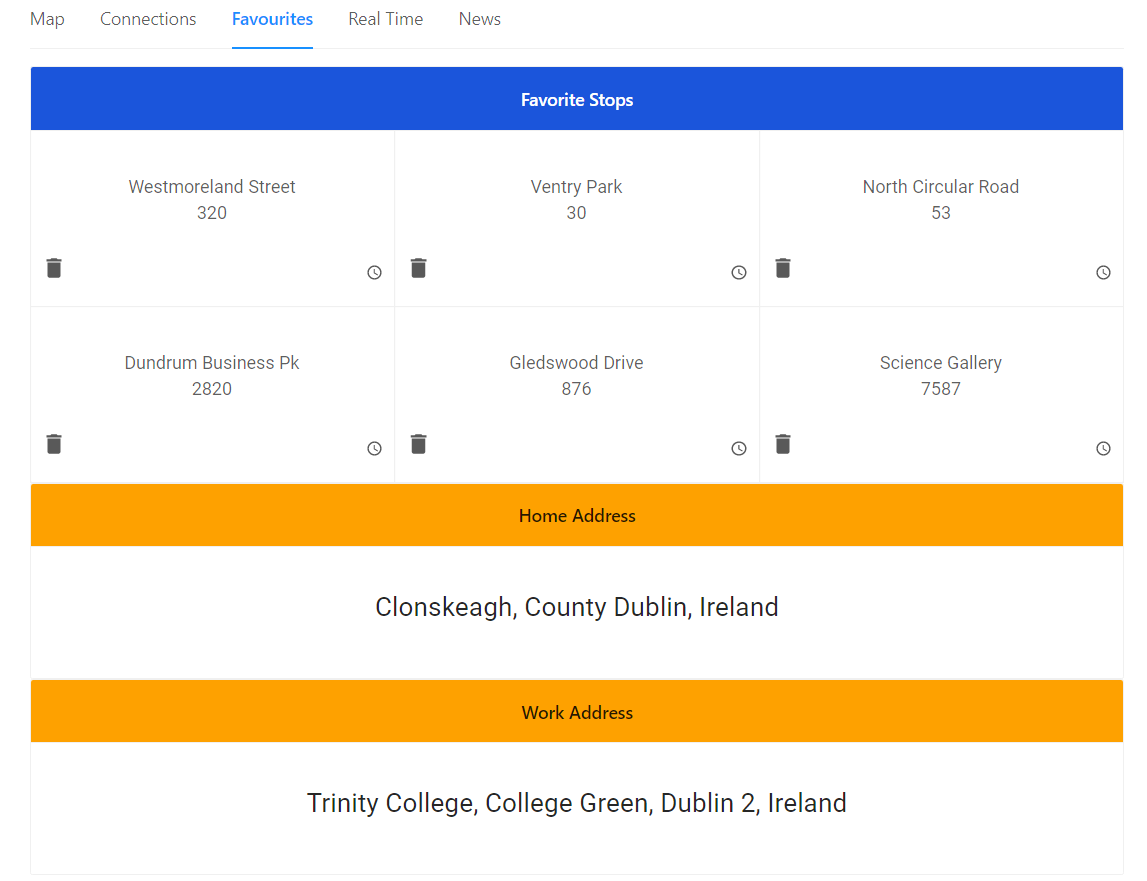 Map Connections Favourites Real Time News
Favorite Stops
Westmoreland Street
320
Ventry Park
30
North Circular Road
53
Dundrum Business Pk
2820
Gledswood Drive
876
Science Gallery
7587
Home Address
Clonskeagh, County Dublin, Ireland
Work Address
Trinity College, College Green, Dublin 2, Ireland